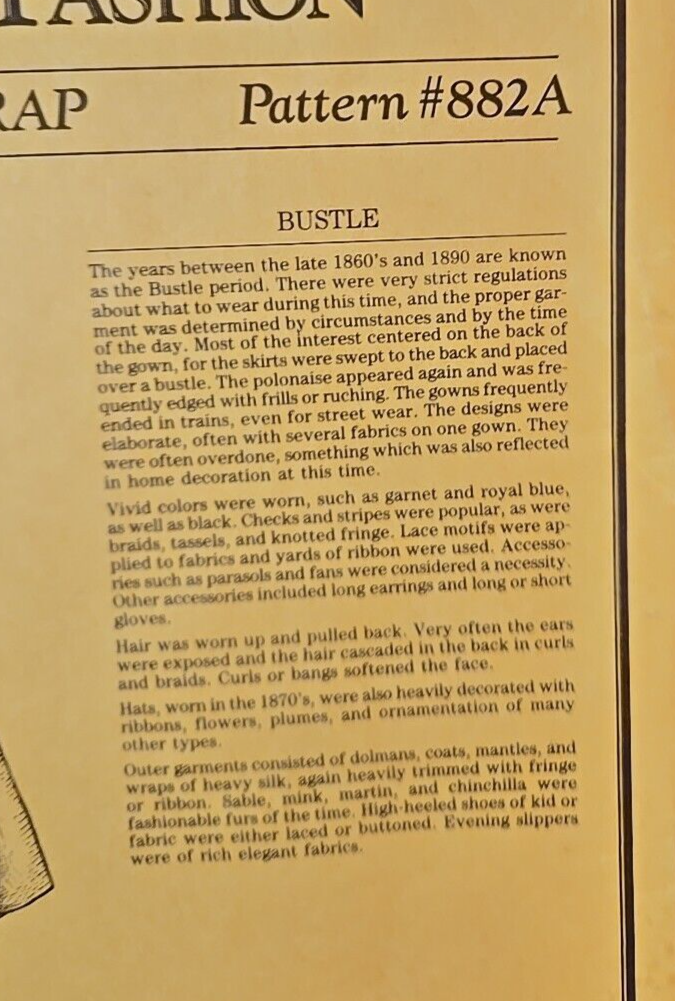 FASHION
RAP
Pattern #882A
BUSTLE
The years between the late 1860's and 1890 are known
as the Bustle period. There were very strict regulations
about what to wear during this time, and the proper gar-
ment was determined by circumstances and by the time
of the day. Most of the interest centered on the back of
the gown, for the skirts were swept to the back and placed
over a bustle. The polonaise appeared again and was fre-
quently edged with frills or ruching. The gowns frequently
ended in trains, even for street wear. The designs were
elaborate, often with several fabrics on one gown. They
were often overdone, something which was also reflected
in home decoration at this time.
Vivid colors were worn, such as garnet and royal blue,
as well as black. Checks and stripes were popular, as were
braids, tassels, and knotted fringe. Lace motifs were ap-
plied to fabrics and yards of ribbon were used. Accesso-
ries such as parasols and fans were considered a necessity.
Other accessories included long earrings and long or short
gloves.
Hair was worn up and pulled back. Very often the ears
were exposed and the hair cascaded in the back in curls
and braids. Curls or bangs softened the face.
Hats, worn in the 1870's, were also heavily decorated with
ribbons, flowers, plumes, and ornamentation of many
other types.
Outer garments consisted of dolmans, coats, mantles, and
wraps of heavy silk, again heavily trimmed with fringe
or ribbon. Sable, mink, martin, and chinchilla were
fashionable furs of the time. High-heeled shoes of kid or
fabric were either laced or buttoned. Evening slippers
were of rich elegant fabrics.